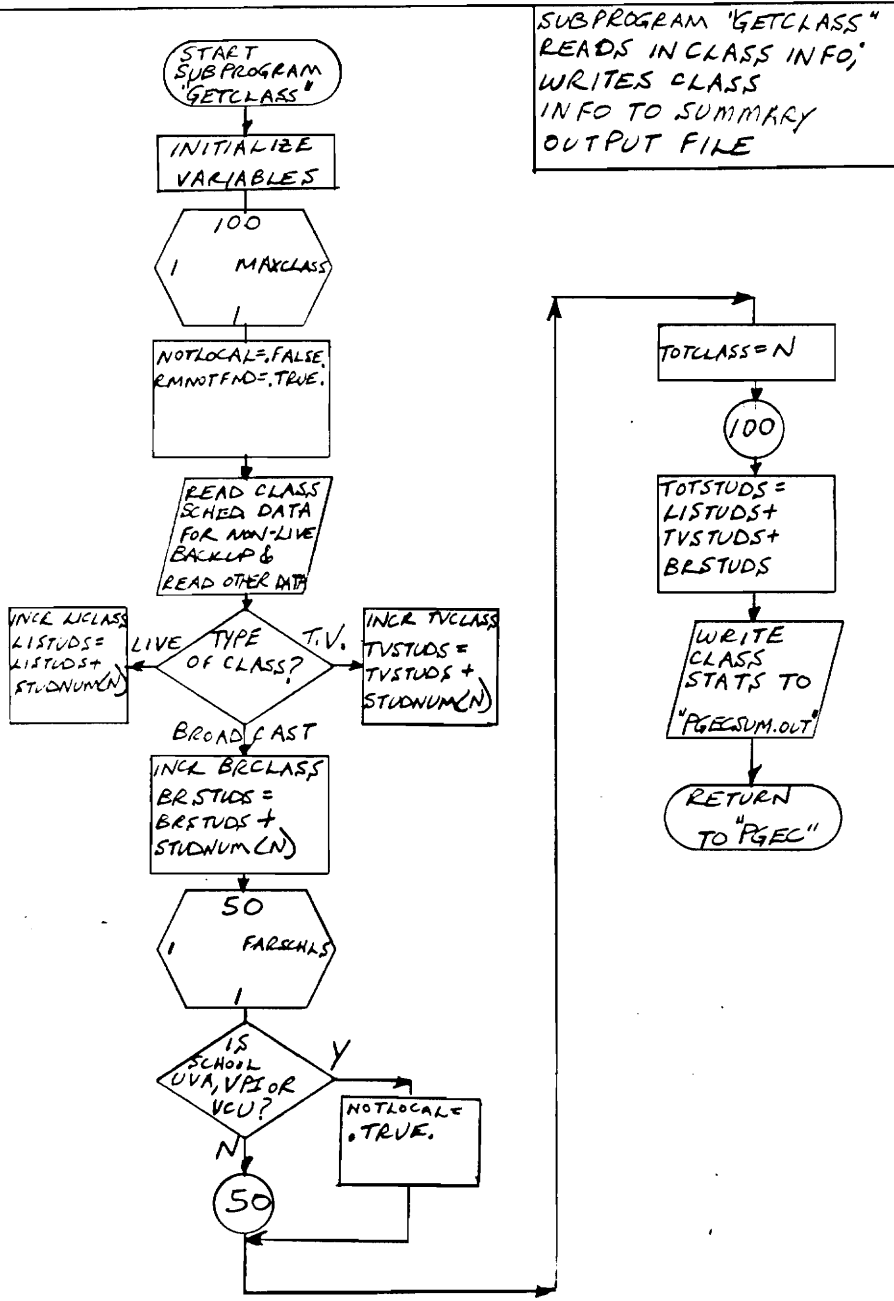 SUBPROGRAM "GETCLASS"
READS IN CLASS INFO;
WRITES CLASS
INFO TO SUMMARY
OUTPUT FILE
START
SUBPROGRAM
"GETCLASS"
INITIALIZE
VARIABLES
100
1 MAXCLASS
1
NOTLOCAL=.FALSE.
RMNOTFND=.TRUE.
READ CLASS
SCHED DATA
FOR NON-LIVE
BACKUP &
READ OTHER DATA
TYPE
OF CLASS?
LIVE
INCR LICLASS
LISTUDS=
LISTUDS+
STUDNUM(N)
T.V.
INCR TVCLASS
TVSTUDS=
TVSTUDS+
STUDNUM(N)
BROADCAST
INCR BRCLASS
BRSTUDS=
BRSTUDS+
STUDNUM(N)
50
1 FARSCHLS
1
IS
SCHOOL
UVA, VPI OR
VCU?
Y
NOTLOCAL=
.TRUE.
N
50
TOTCLASS=N
100
TOTSTUDS=
LISTUDS+
TVSTUDS+
BRSTUDS
WRITE
CLASS
STATS TO
"PGECSUM.OUT"
RETURN
TO "PGEC"